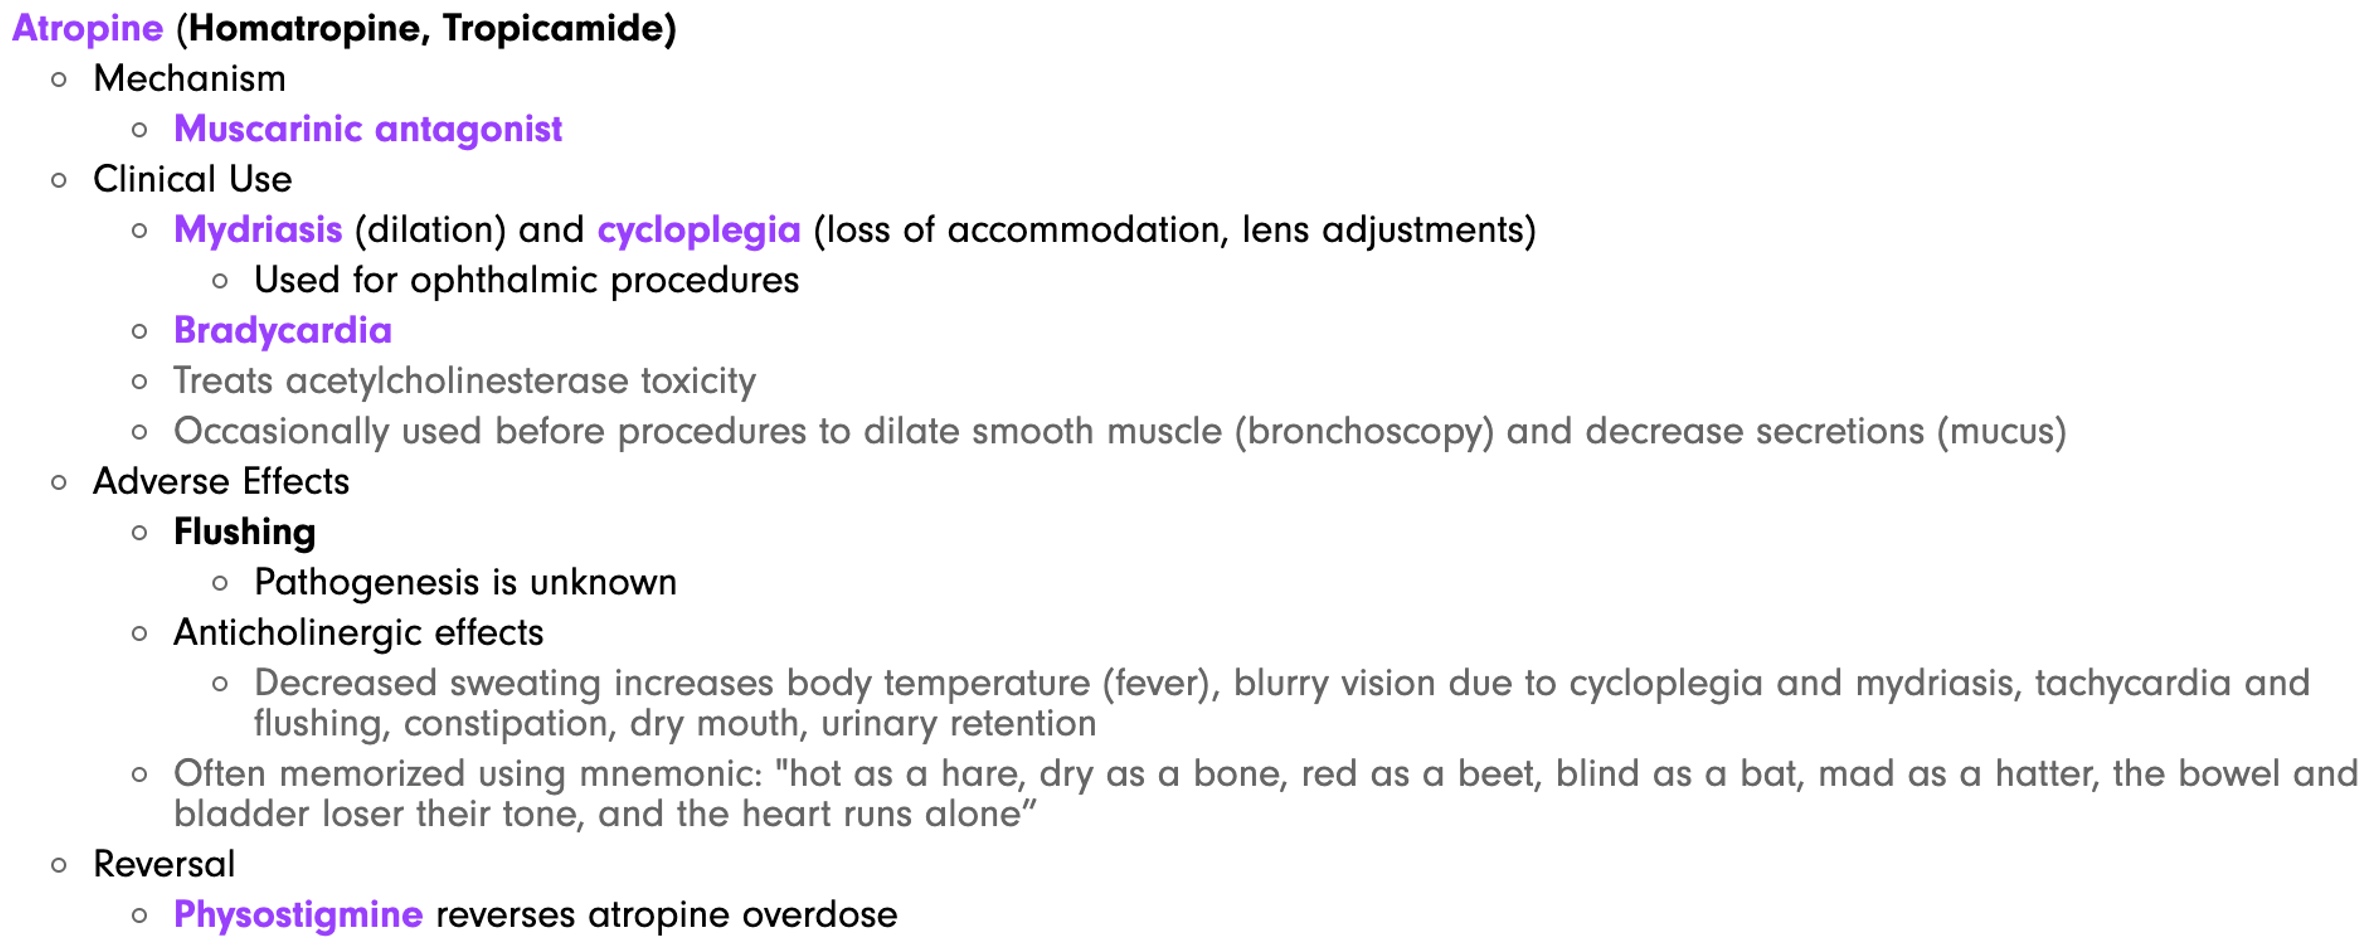 Atropine (Homatropine, Tropicamide)
Mechanism
Muscarinic antagonist
Clinical Use
Mydriasis (dilation) and cycloplegia (loss of accommodation, lens adjustments)
Used for ophthalmic procedures
Bradycardia
Treats acetylcholinesterase toxicity
Occasionally used before procedures to dilate smooth muscle (bronchoscopy) and decrease secretions (mucus)
Adverse Effects
Flushing
Pathogenesis is unknown
Anticholinergic effects
Decreased sweating increases body temperature (fever), blurry vision due to cycloplegia and mydriasis, tachycardia and
flushing, constipation, dry mouth, urinary retention
Often memorized using mnemonic: "hot as a hare, dry as a bone, red as a beet, blind as a bat, mad as a hatter, the bowel and
bladder loser their tone, and the heart runs alone”
Reversal
Physostigmine reverses atropine overdose